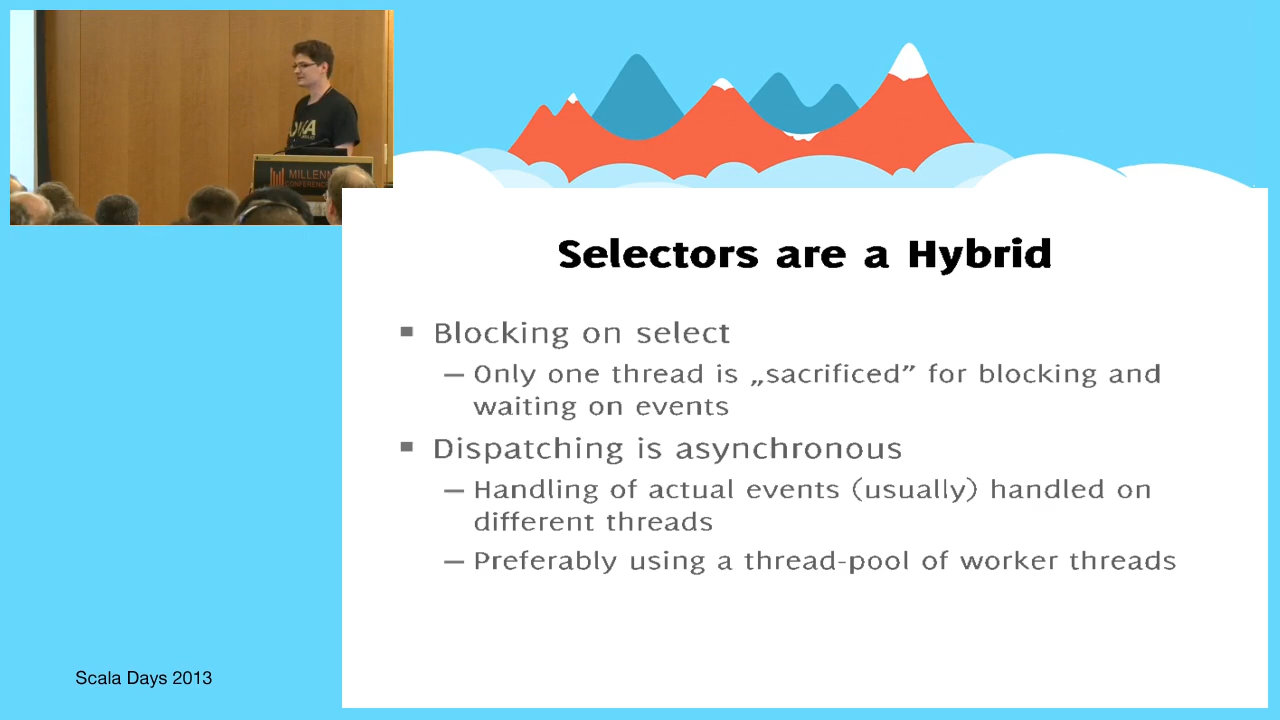 MILLENN
CONFERENCE
Selectors are a Hybrid
▪ Blocking on select
— Only one thread is „sacrificed” for blocking and
waiting on events
▪ Dispatching is asynchronous
— Handling of actual events (usually) handled on
different threads
— Preferably using a thread-pool of worker threads
Scala Days 2013